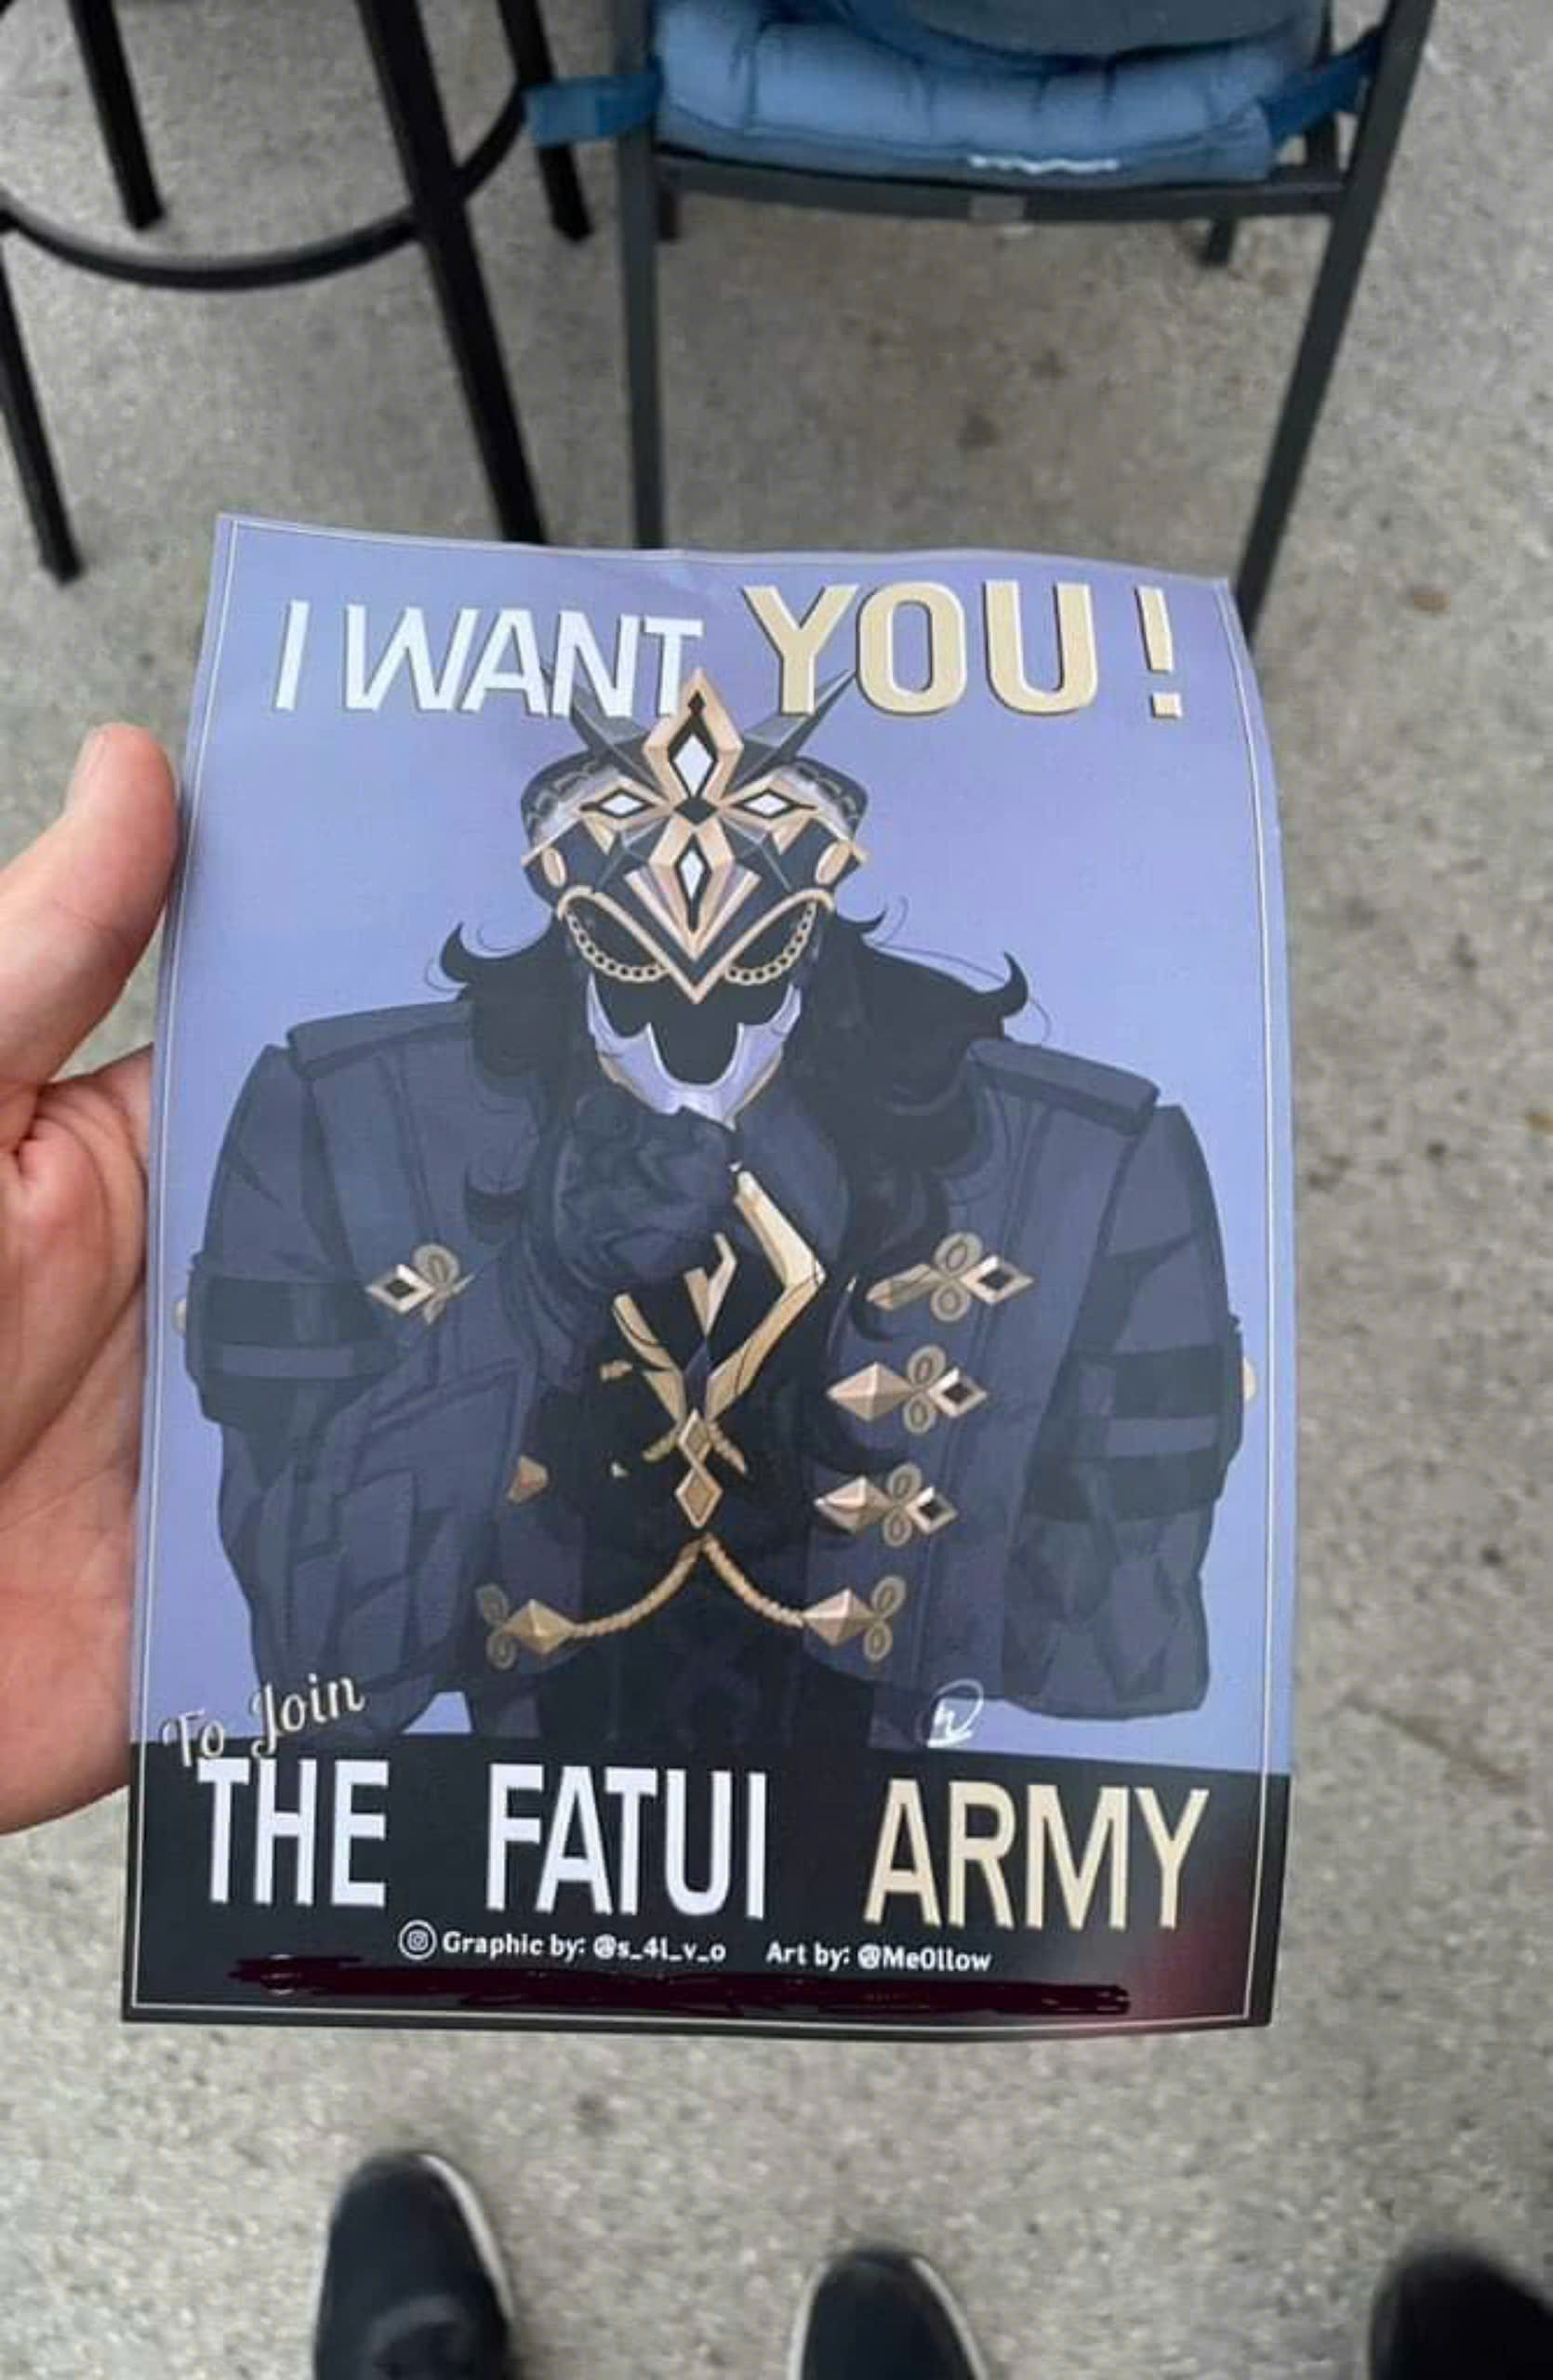 I WANT YOU!
To Join
THE FATUI ARMY
Graphic by: @s_4l_v_o Art by: @MeOllow